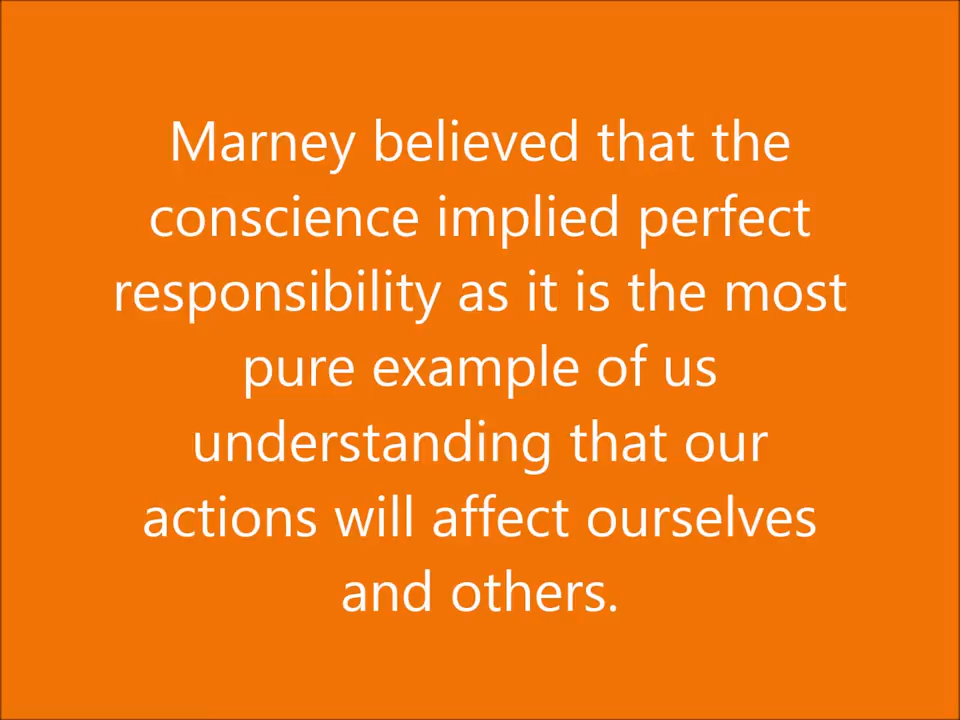 Marney believed that the
conscience implied perfect
responsibility as it is the most
pure example of us
understanding that our
actions will affect ourselves
and others.